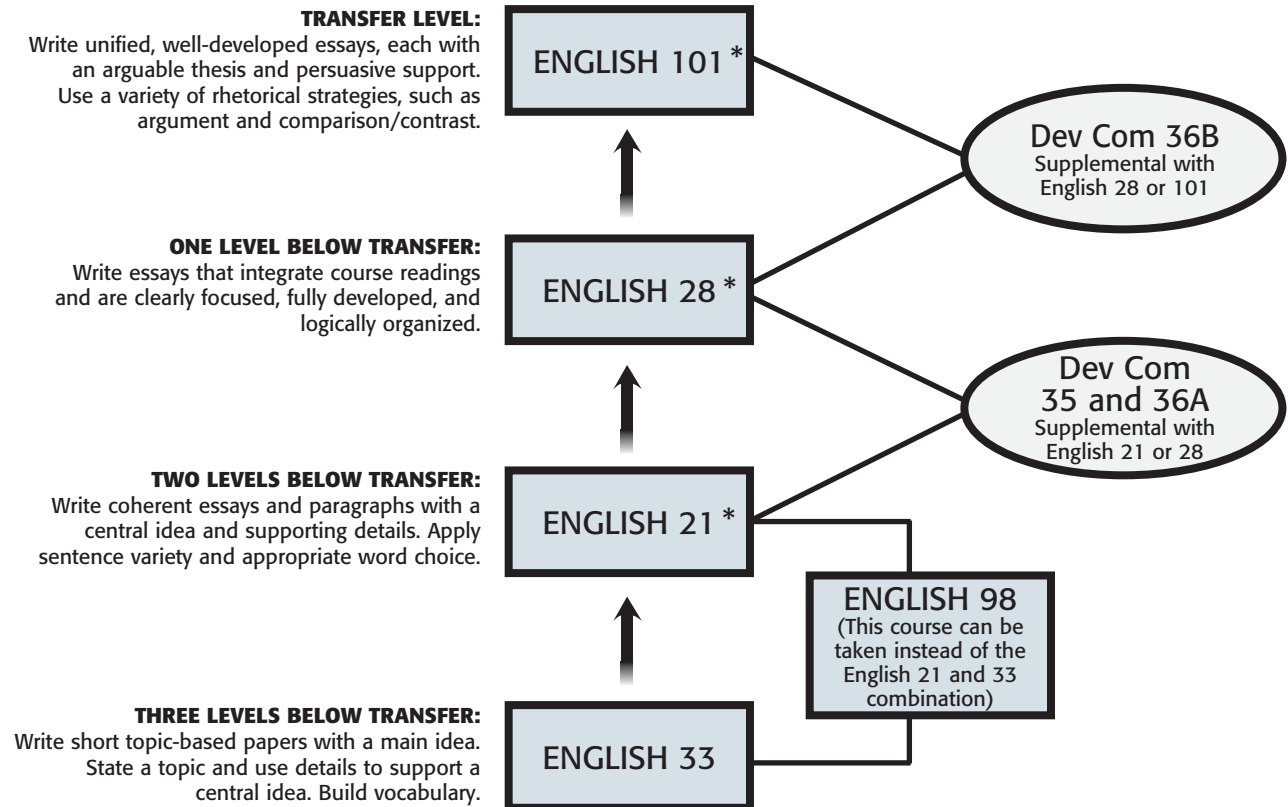 TRANSFER LEVEL:
Write unified, well-developed essays, each with
an arguable thesis and persuasive support.
Use a variety of rhetorical strategies, such as
argument and comparison/contrast.
ENGLISH 101*
Dev Com 36B
Supplemental with
English 28 or 101
ONE LEVEL BELOW TRANSFER:
Write essays that integrate course readings
and are clearly focused, fully developed, and
logically organized.
ENGLISH 28*
Dev Com
35 and 36A
Supplemental with
English 21 or 28
TWO LEVELS BELOW TRANSFER:
Write coherent essays and paragraphs with a
central idea and supporting details. Apply
sentence variety and appropriate word choice.
ENGLISH 21*
ENGLISH 98
(This course can be
taken instead of the
English 21 and 33
combination)
THREE LEVELS BELOW TRANSFER:
Write short topic-based papers with a main idea.
State a topic and use details to support a
central idea. Build vocabulary.
ENGLISH 33